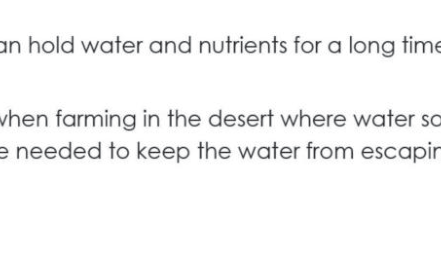 an hold water and nutrients for a long time
when farming in the desert where water so
e needed to keep the water from escapin